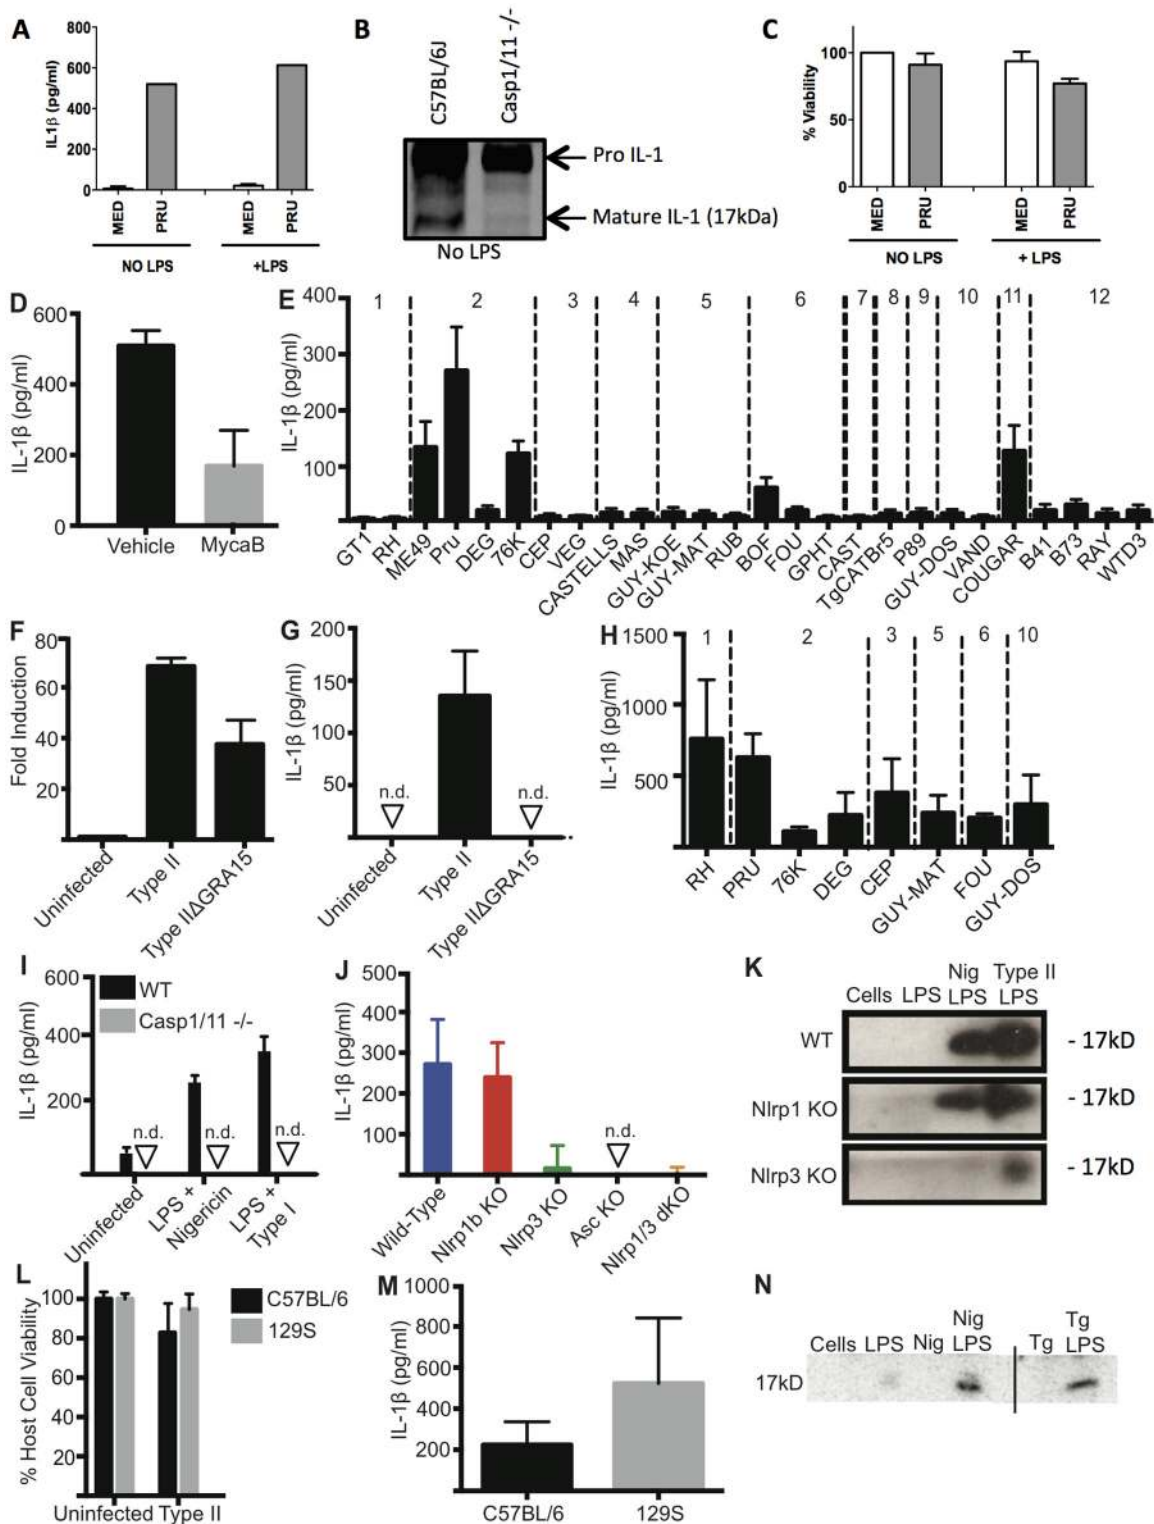 A
IL1β (pg/ml)
800
600
400
200
0
MED
PRU
MED
PRU
NO LPS
+LPS
B
C57BL/6J
Casp1/11 -/-
Pro IL-1
Mature IL-1 (17kDa)
No LPS
C
% Viability
100
50
0
MED
PRU
MED
PRU
NO LPS
+ LPS
D
IL-1β (pg/ml)
600
400
200
0
Vehicle
MycaB
E
IL-1β (pg/ml)
400
300
200
100
1 2 3 4 5 6 7 8 9 10 11 12
GT1
RH
ME49
Pru
DEG
76K
CEP
VEG
CASTELLS
MAS
GUY-KOE
GUY-MAT
RUB
BOF
FOU
GPHT
CAST
TgCATBr5
P89
GUY-DOS
VAND
COUGAR
B41
B73
RAY
WTD3
F
Fold Induction
80
60
40
20
Uninfected
Type II
Type IIΔGRA15
G
IL-1β (pg/ml)
200
150
100
50
n.d.
n.d.
Uninfected
Type II
Type IIΔGRA15
H
IL-1β (pg/ml)
1500
1000
500
1 2 3 5 6 10
RH
PRU
76K
DEG
CEP
GUY-MAT
FOU
GUY-DOS
I
IL-1β (pg/ml)
600
400
200
WT
Casp1/11 -/-
n.d.
n.d.
n.d.
Uninfected
LPS +
Nigericin
LPS +
Type I
J
IL-1β (pg/ml)
500
400
300
200
100
n.d.
Wild-Type
Nlrp1b KO
Nlrp3 KO
Asc KO
Nlrp1/3 dKO
K
Nig Type II
Cells LPS LPS LPS
WT
- 17kD
Nlrp1 KO
- 17kD
Nlrp3 KO
- 17kD
L
% Host Cell Viability
100
80
60
40
20
C57BL/6
129S
Uninfected Type II
M
IL-1β (pg/ml)
1000
800
600
400
200
C57BL/6
129S
N
Nig Tg
Cells LPS Nig LPS Tg LPS
17kD